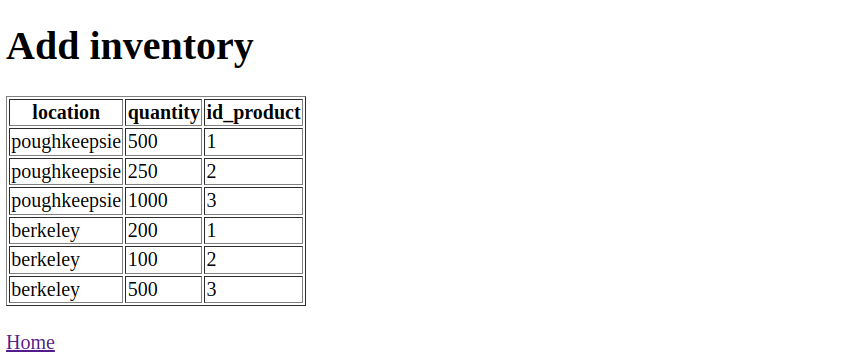 Add inventory
location quantity id_product
poughkeepsie 500 1
poughkeepsie 250 2
poughkeepsie 1000 3
berkeley 200 1
berkeley 100 2
berkeley 500 3
Home